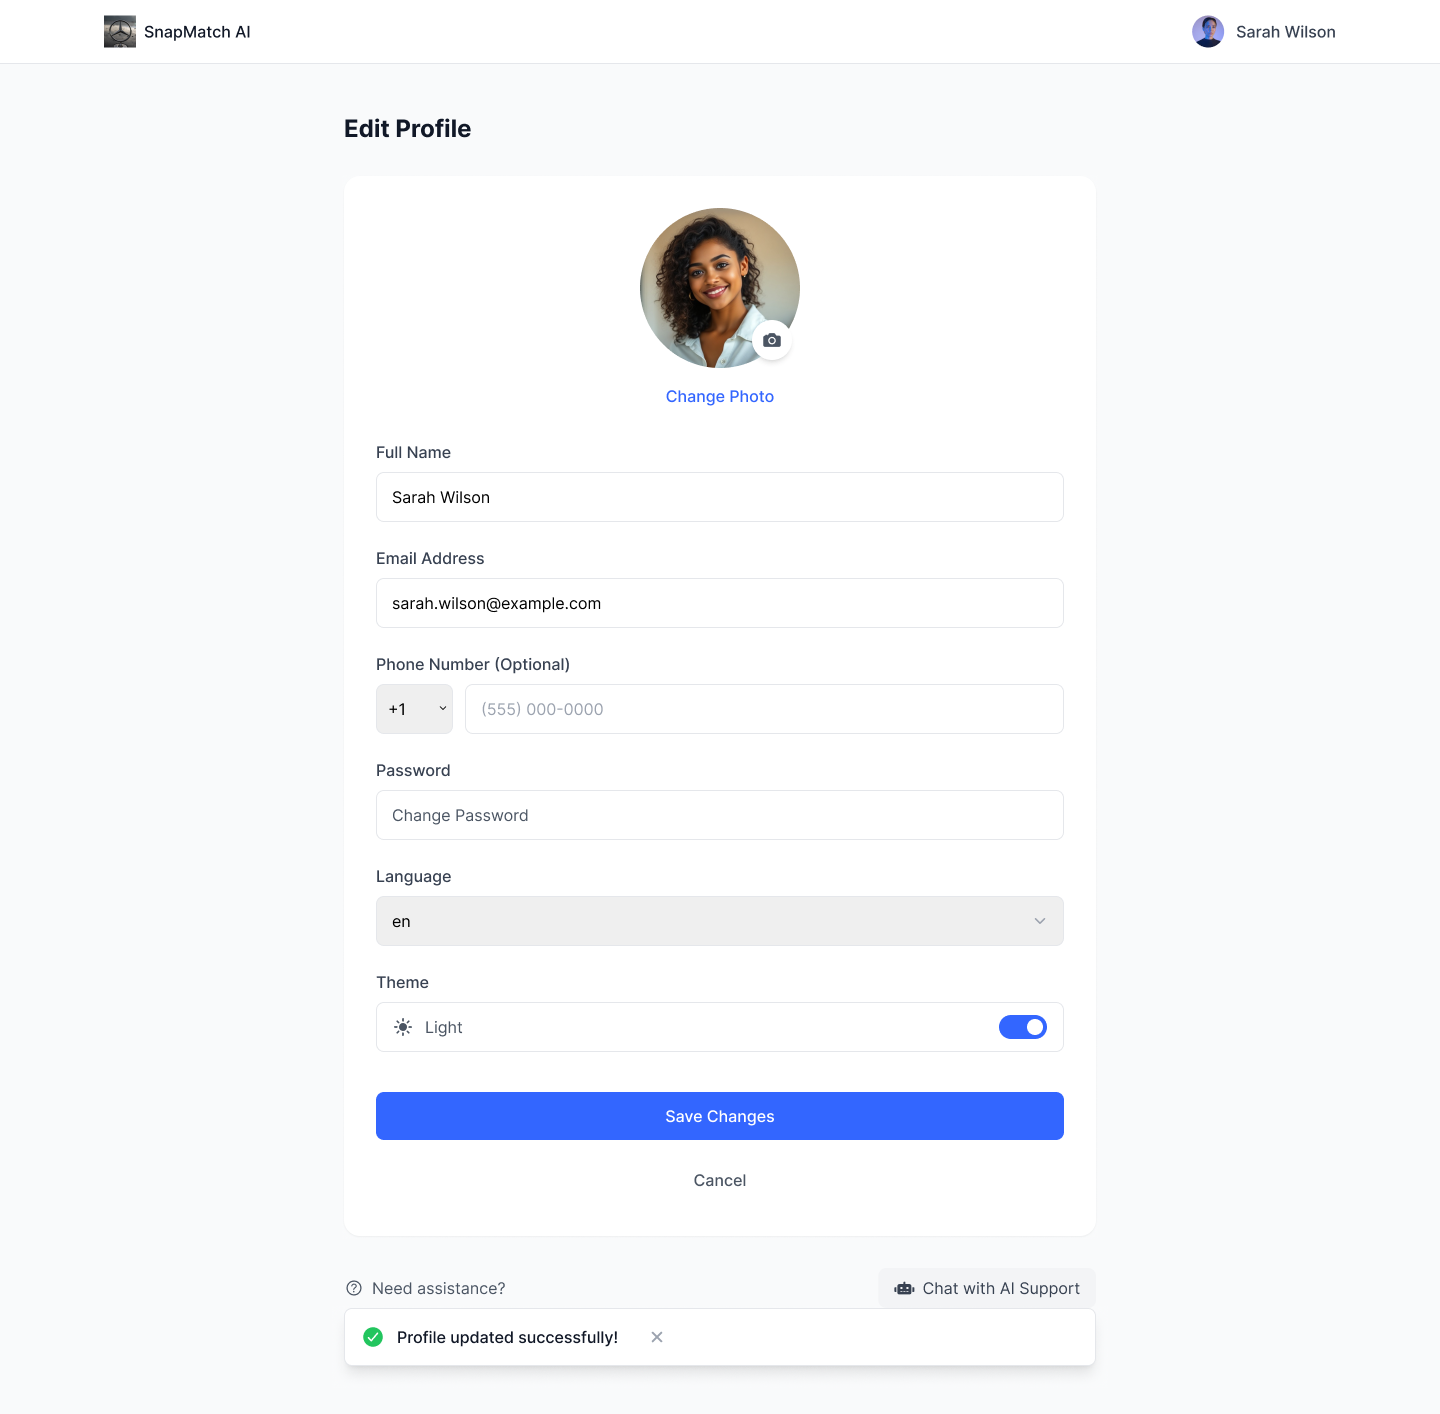 SnapMatch AI
Sarah Wilson
Edit Profile
Change Photo
Full Name
Sarah Wilson
Email Address
sarah.wilson@example.com
Phone Number (Optional)
+1
(555) 000-0000
Password
Change Password
Language
en
Theme
Light
Save Changes
Cancel
Need assistance?
Chat with AI Support
Profile updated successfully!